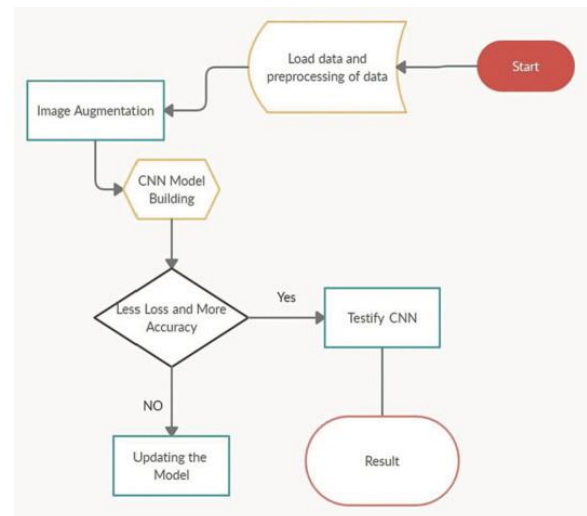 Start
Load data and
preprocessing of data
Image Augmentation
CNN Model
Building
Less Loss and More
Accuracy
Yes
Testify CNN
NO
Updating the
Model
Result